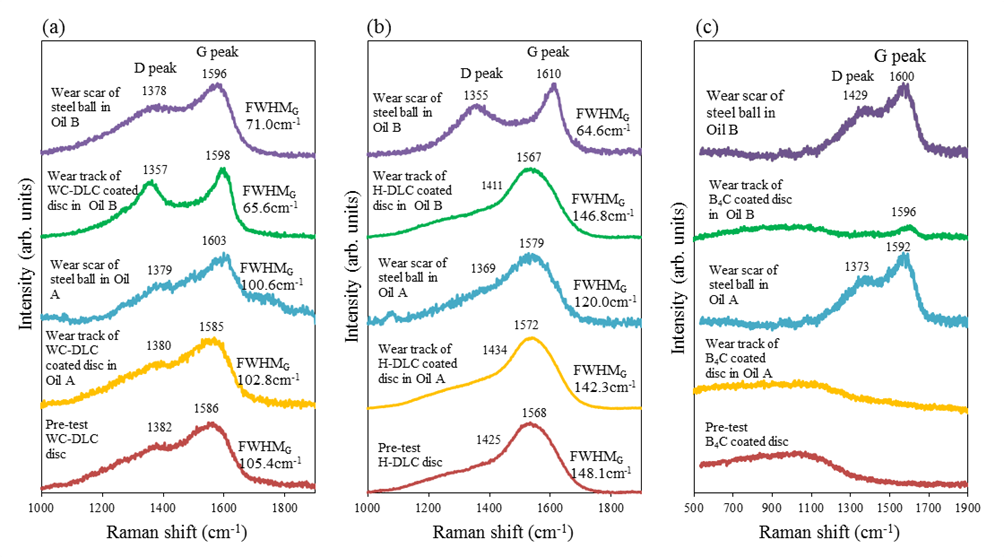 (a)
D peak
G peak
1378
1596
Wear scar of
steel ball in
Oil B
FWHMG
71.0cm-1
1357
1598
Wear track of
WC-DLC coated
disc in Oil B
FWHMG
65.6cm-1
1603
1379
Wear scar of
steel ball in Oil
A
FWHMG
100.6cm-1
1585
1380
Wear track of
WC-DLC
coated disc in
Oil A
FWHMG
102.8cm-1
1586
1382
Pre-test
WC-DLC
disc
FWHMG
105.4cm-1
Intensity (arb. units)
1000 1200 1400 1600 1800
Raman shift (cm-1)
(b)
D peak
G peak
1355
1610
Wear scar of
steel ball in
Oil B
FWHMG
64.6cm-1
1567
1411
Wear track of
H-DLC coated
disc in Oil B
FWHMG
146.8cm-1
1579
1369
Wear scar of
steel ball in
Oil A
FWHMG
120.0cm-1
1572
1434
Wear track of
H-DLC coated
disc in Oil A
FWHMG
142.3cm-1
1568
1425
Pre-test
H-DLC disc
FWHMG
148.1cm-1
Intensity (arb. units)
1000 1200 1400 1600 1800
Raman shift (cm-1)
(c)
G peak
D peak
1600
1429
Wear scar of
steel ball in
Oil B
Wear track of
B4C coated disc
in Oil B
1596
1592
1373
Wear scar of
steel ball in
Oil A
Wear track of
B4C coated
disc in Oil A
Pre-test
B4C coated disc
Intensity (arb. units)
500 700 900 1100 1300 1500 1700 1900
Raman shift (cm-1)